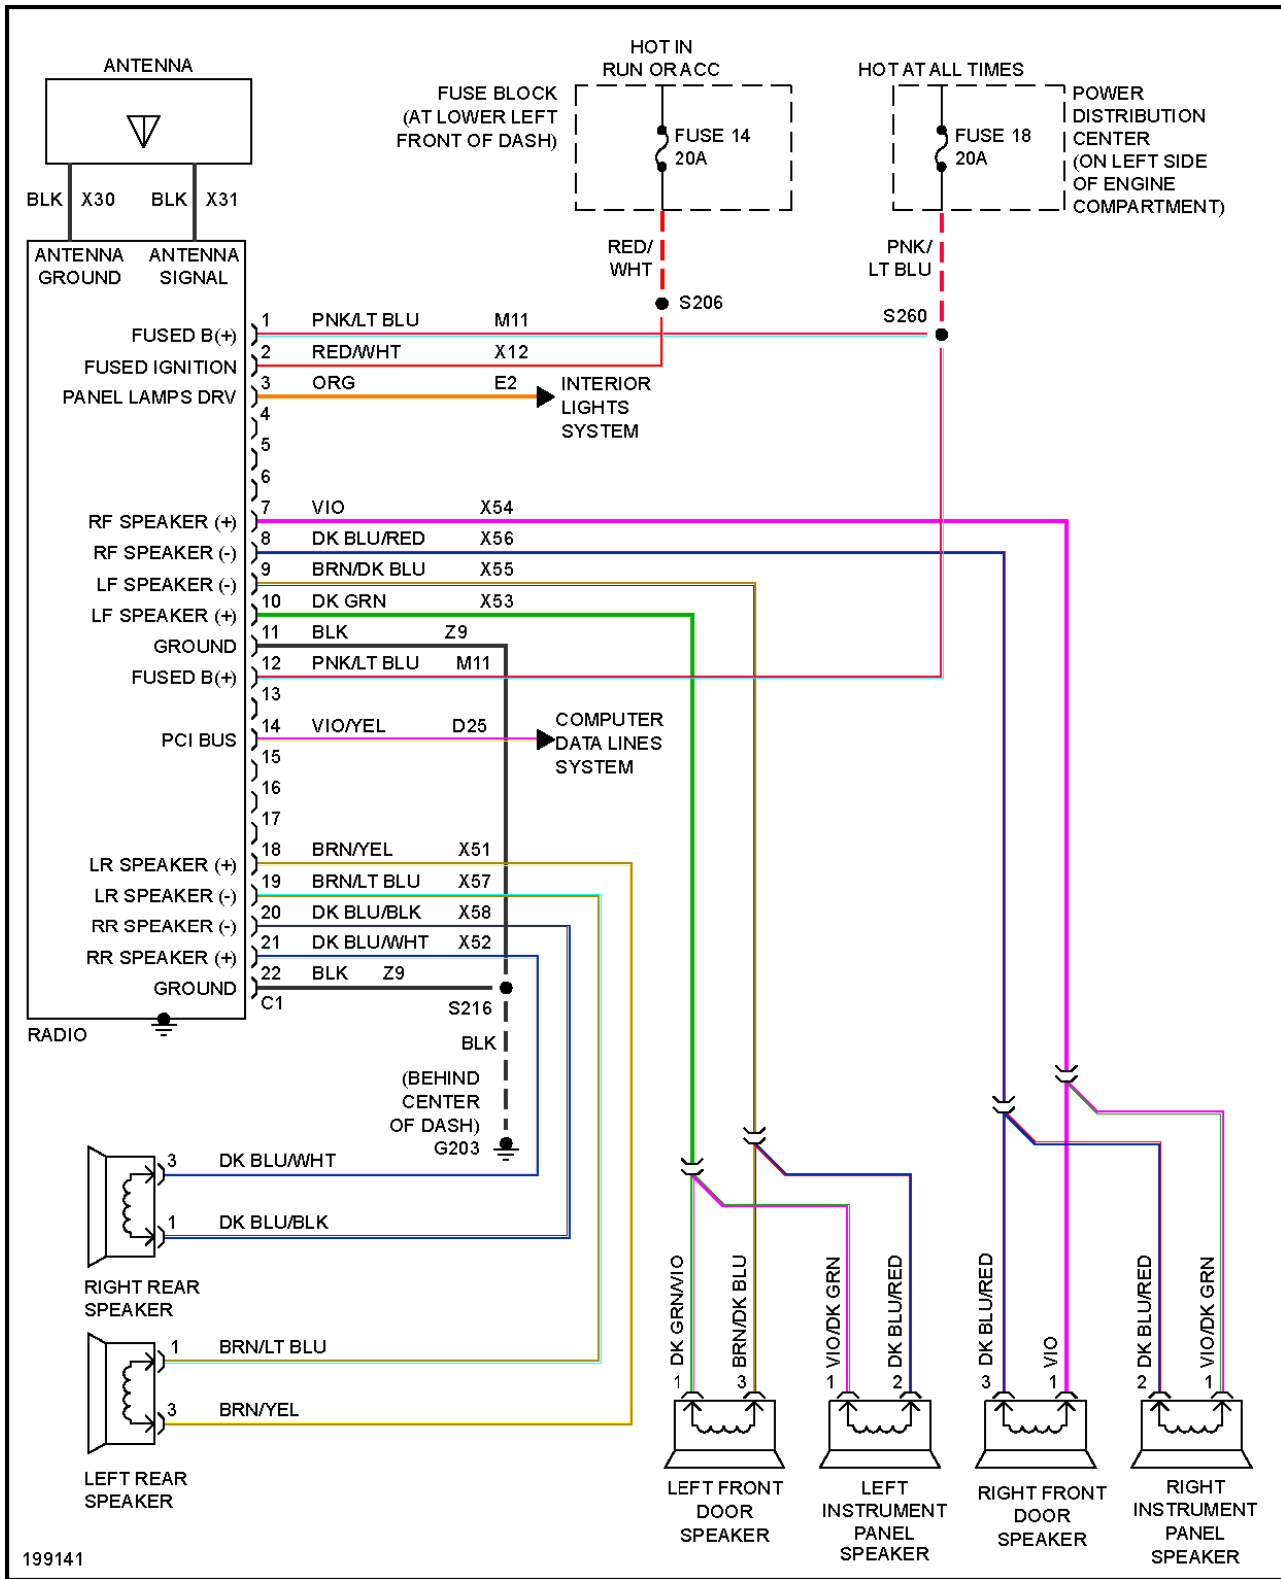 HOT IN
RUN OR ACC
HOT AT ALL TIMES
ANTENNA
FUSE BLOCK
(AT LOWER LEFT
FRONT OF DASH)
FUSE 14
20A
FUSE 18
20A
POWER
DISTRIBUTION
CENTER
(ON LEFT SIDE
OF ENGINE
COMPARTMENT)
BLK X30 BLK X31
RED/
WHT
PNK/
LT BLU
ANTENNA
GROUND
ANTENNA
SIGNAL
S206
S260
FUSED B(+) 1 PNK/LT BLU M11
FUSED IGNITION 2 RED/WHT X12
PANEL LAMPS DRV 3 ORG E2
INTERIOR
LIGHTS
SYSTEM
4
5
6
RF SPEAKER (+) 7 VIO X54
RF SPEAKER (-) 8 DK BLU/RED X56
LF SPEAKER (-) 9 BRN/DK BLU X55
LF SPEAKER (+) 10 DK GRN X53
GROUND 11 BLK Z9
FUSED B(+) 12 PNK/LT BLU M11
13
PCI BUS 14 VIO/YEL D25
COMPUTER
DATA LINES
SYSTEM
15
16
17
LR SPEAKER (+) 18 BRN/YEL X51
LR SPEAKER (-) 19 BRN/LT BLU X57
RR SPEAKER (-) 20 DK BLU/BLK X58
RR SPEAKER (+) 21 DK BLU/WHT X52
GROUND 22 BLK Z9
C1
S216
RADIO
BLK
(BEHIND
CENTER
OF DASH)
G203
3 DK BLU/WHT
1 DK BLU/BLK
RIGHT REAR
SPEAKER
1 BRN/LT BLU
3 BRN/YEL
LEFT REAR
SPEAKER
DK GRN/VIO
BRN/DK BLU
VIO/DK GRN
DK BLU/RED
DK BLU/RED
VIO
DK BLU/RED
VIO/DK GRN
1 3 1 2 3 1 2 1
LEFT FRONT
DOOR
SPEAKER
LEFT
INSTRUMENT
PANEL
SPEAKER
RIGHT FRONT
DOOR
SPEAKER
RIGHT
INSTRUMENT
PANEL
SPEAKER
199141